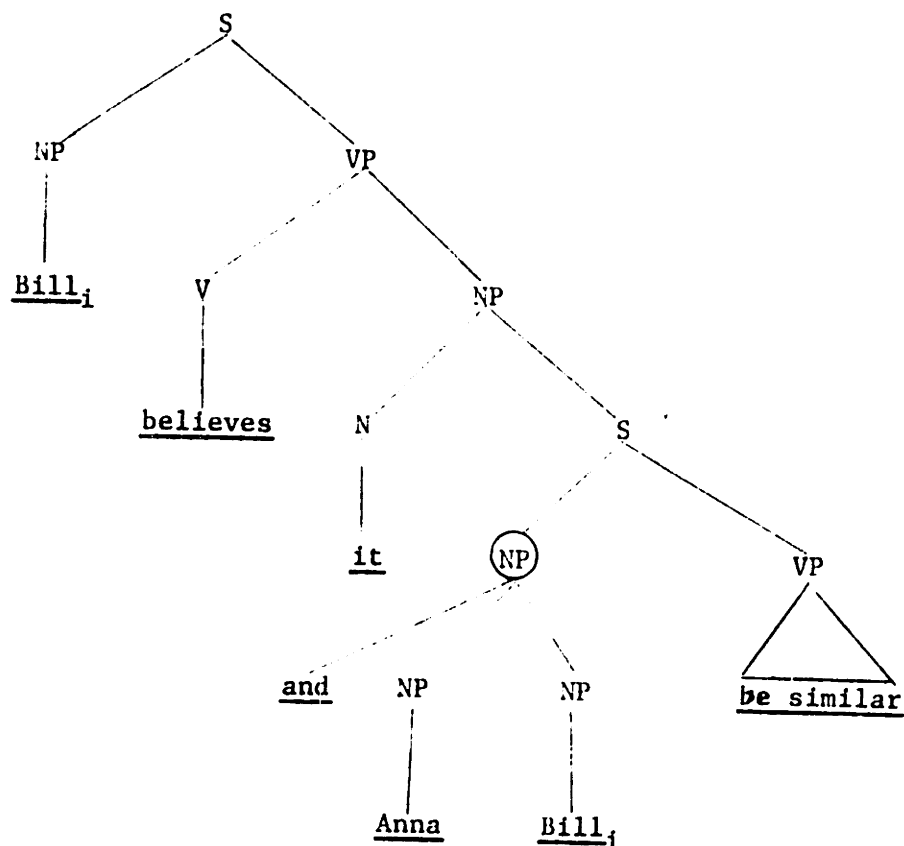 S
NP VP
Bill_i V NP
believes N S
it NP VP
and NP NP be similar
Anna Bill_i